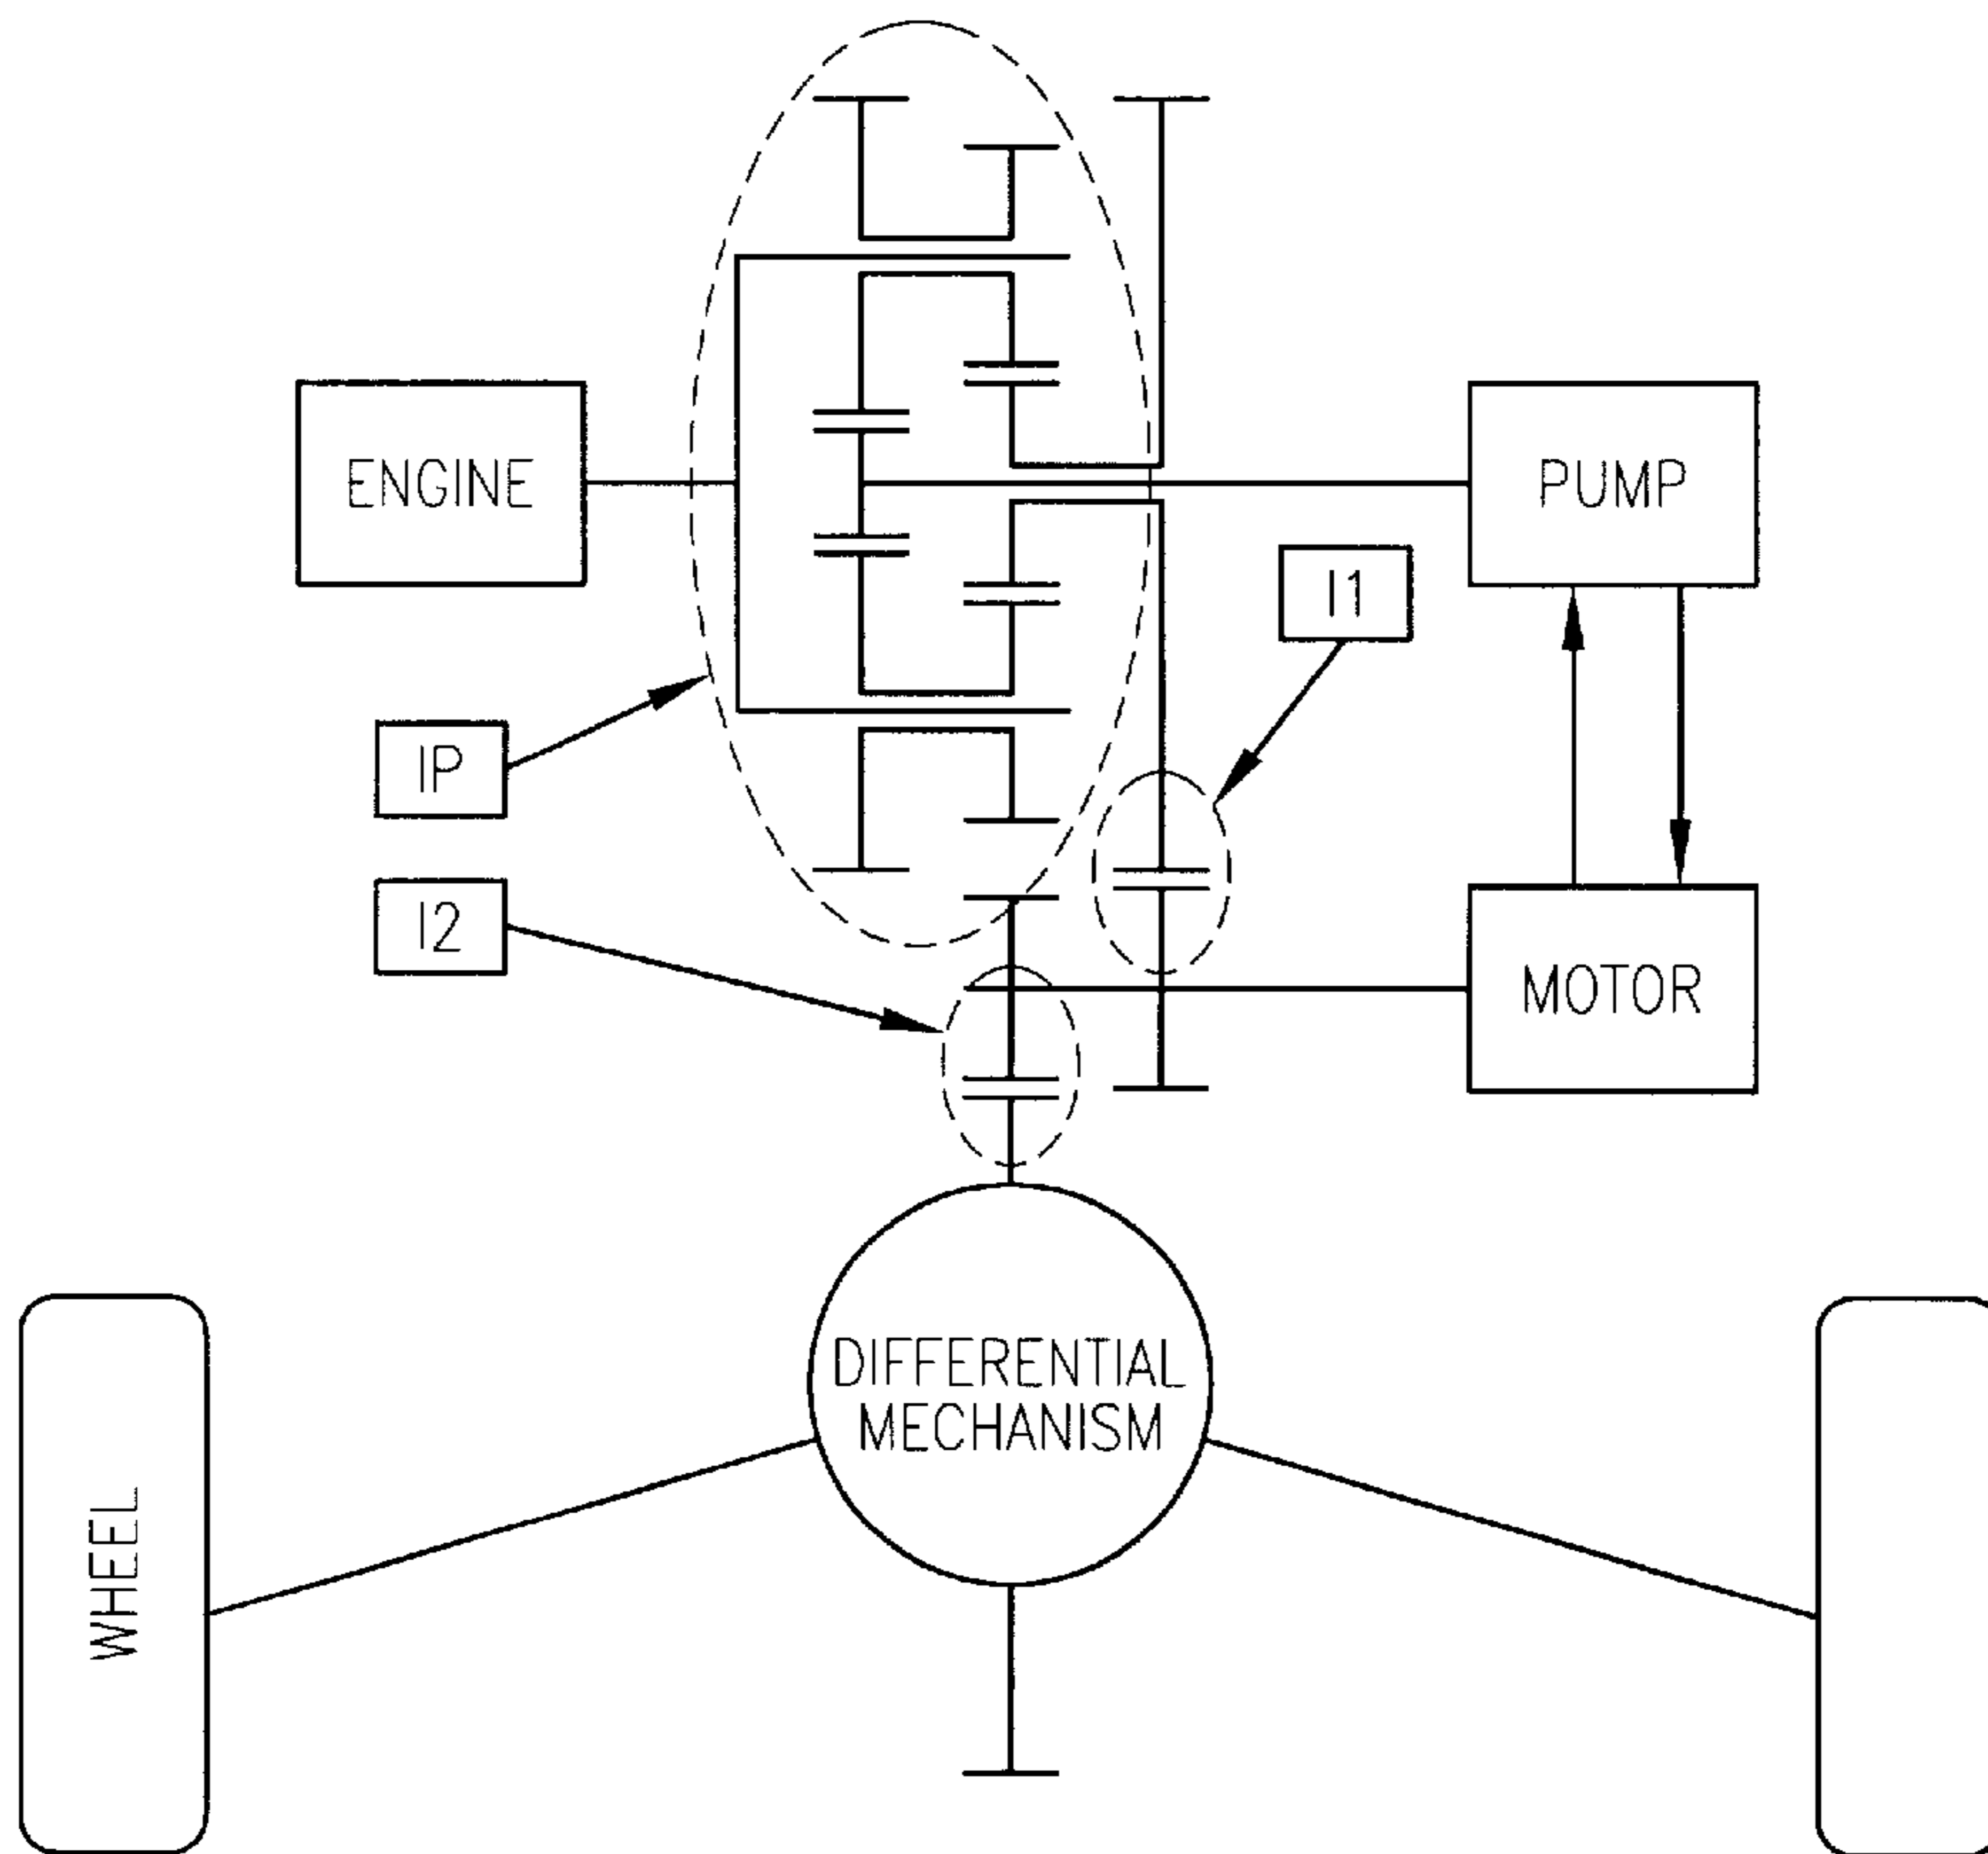 ENGINE
PUMP
I1
IP
I2
MOTOR
DIFFERENTIAL
MECHANISM
WHEEL